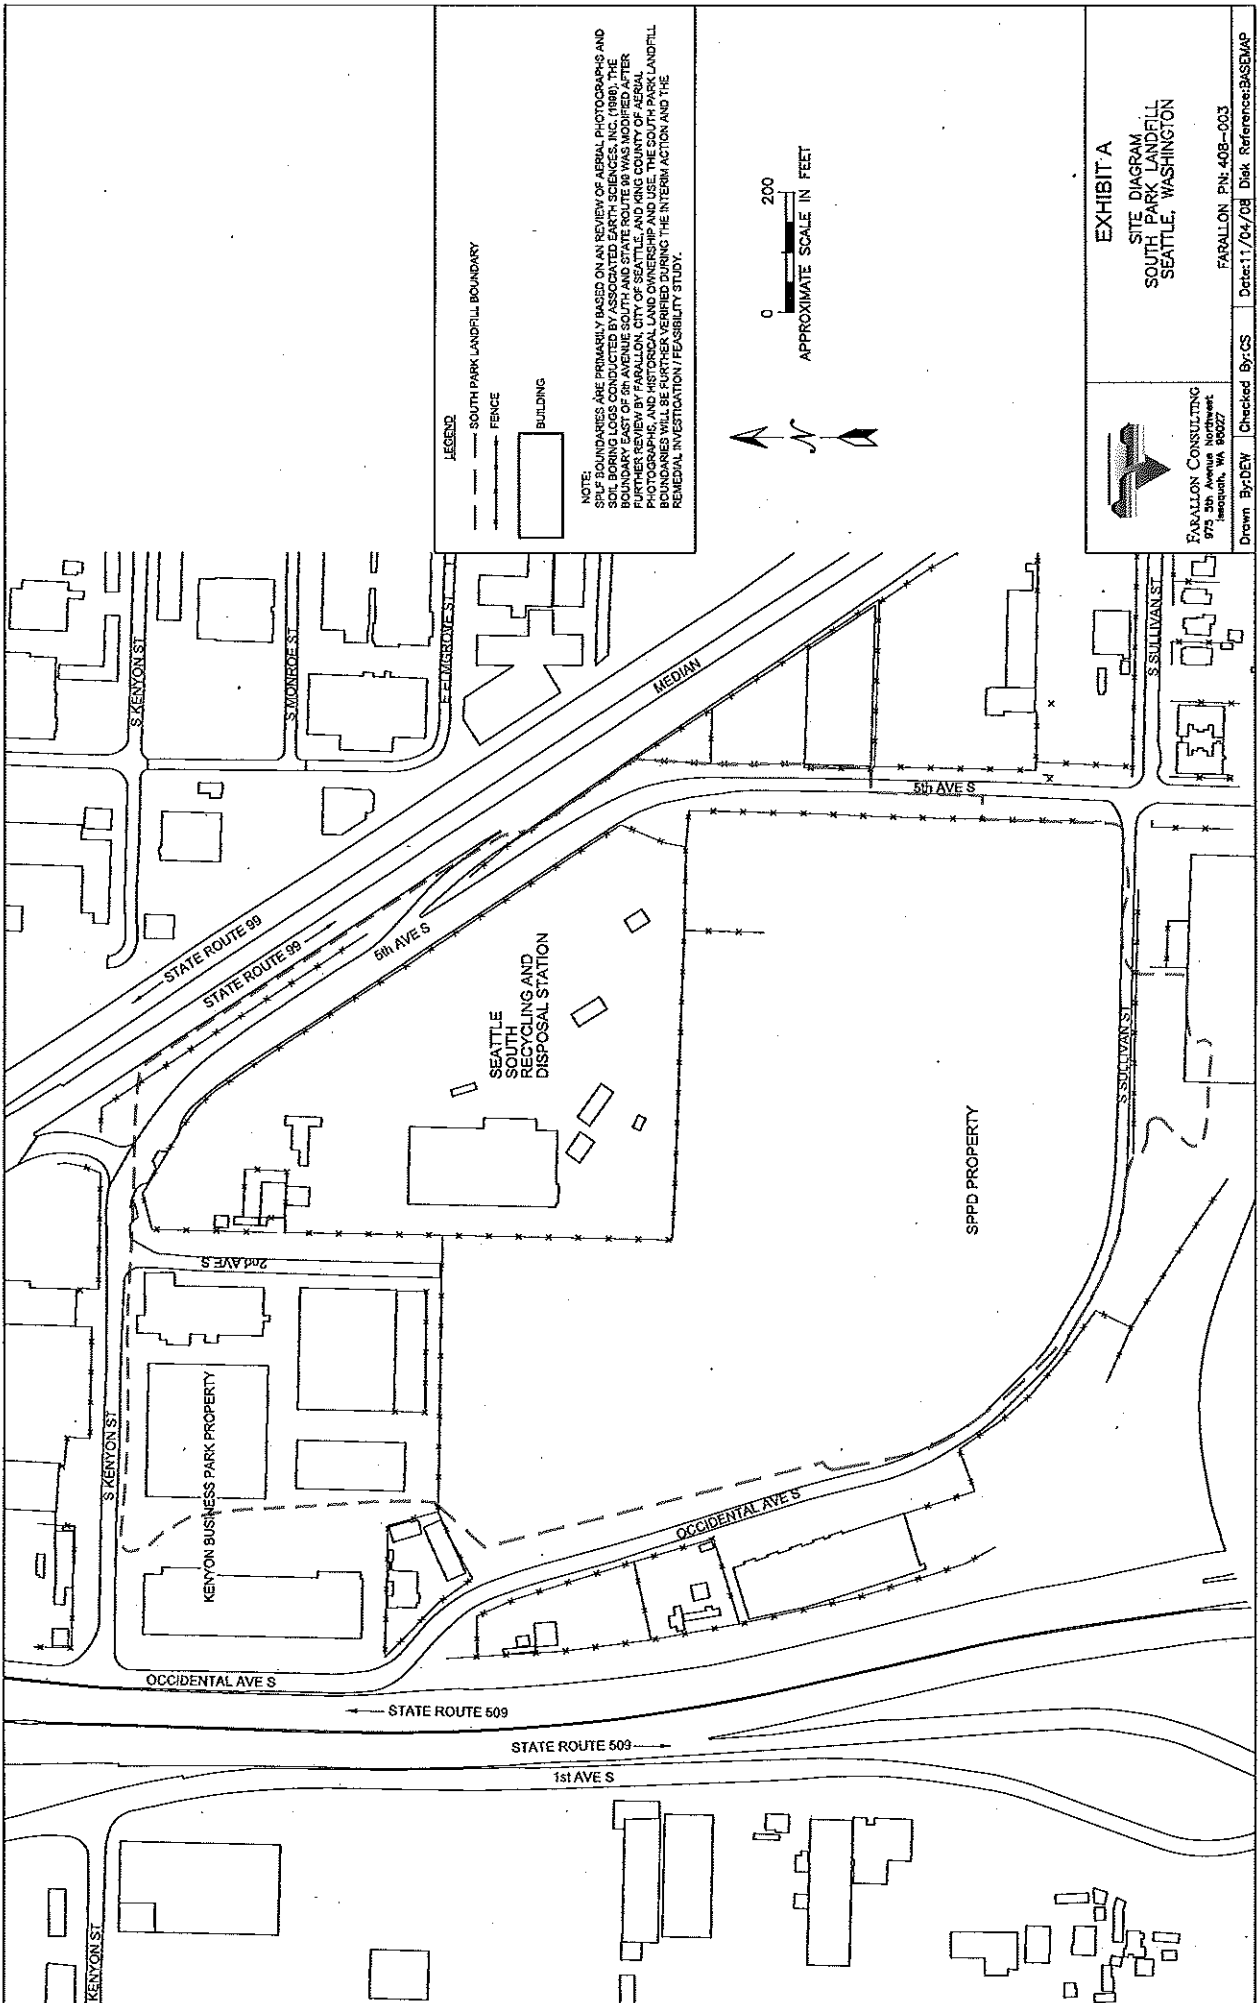 LEGEND
SOUTH PARK LANDFILL BOUNDARY
FENCE
BUILDING
NOTE:
SPLF BOUNDARIES ARE PRIMARILY BASED ON AN REVIEW OF AERIAL PHOTOGRAPHS AND
SOIL BORING LOGS CONDUCTED BY ASSOCIATED EARTH SCIENCES, INC. (1998). THE
BOUNDARY EAST OF 5th AVENUE SOUTH AND STATE ROUTE 99 WAS MODIFIED AFTER
FURTHER REVIEW BY FARALLON, CITY OF SEATTLE, AND KING COUNTY OF AERIAL
PHOTOGRAPHS, AND HISTORICAL LAND OWNERSHIP AND USE, THE SOUTH PARK LANDFILL
BOUNDARIES WILL BE FURTHER VERIFIED DURING THE INTERIM ACTION AND THE
REMEDIAL INVESTIGATION / FEASIBILITY STUDY.
0 200
APPROXIMATE SCALE IN FEET
N
EXHIBIT A
SITE DIAGRAM
SOUTH PARK LANDFILL
SEATTLE, WASHINGTON
FARALLON PN: 408-003
FARALLON CONSULTING
975 5th Avenue Northwest
Issaquah, WA 98027
Drawn By:DEW
Checked By:CS
Date:11/04/08
Disk Reference:BASEMAP
S KENYON ST
S MONROE ST
E ELMGROVE ST
MEDIAN
S SULLIVAN ST
5th AVE S
STATE ROUTE 99
STATE ROUTE 99
5th AVE S
SEATTLE
SOUTH
RECYCLING AND
DISPOSAL STATION
S SULLIVAN ST
SPPD PROPERTY
2nd AVE S
S KENYON ST
KENYON BUSINESS PARK PROPERTY
OCCIDENTAL AVE S
OCCIDENTAL AVE S
STATE ROUTE 509
STATE ROUTE 509
1st AVE S
KENYON ST